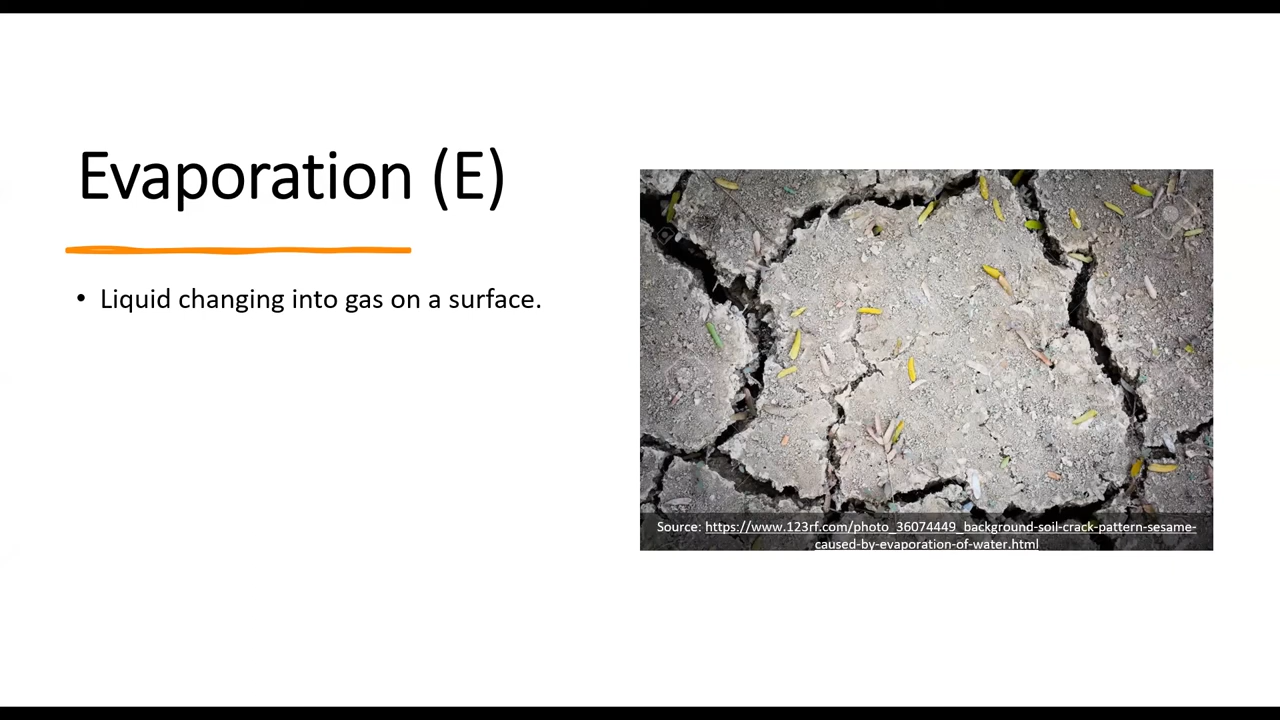 Evaporation (E)
• Liquid changing into gas on a surface.
Source: https://www.123rf.com/photo_36074449_background-soil-crack-pattern-sesame-
caused-by-evaporation-of-water.html